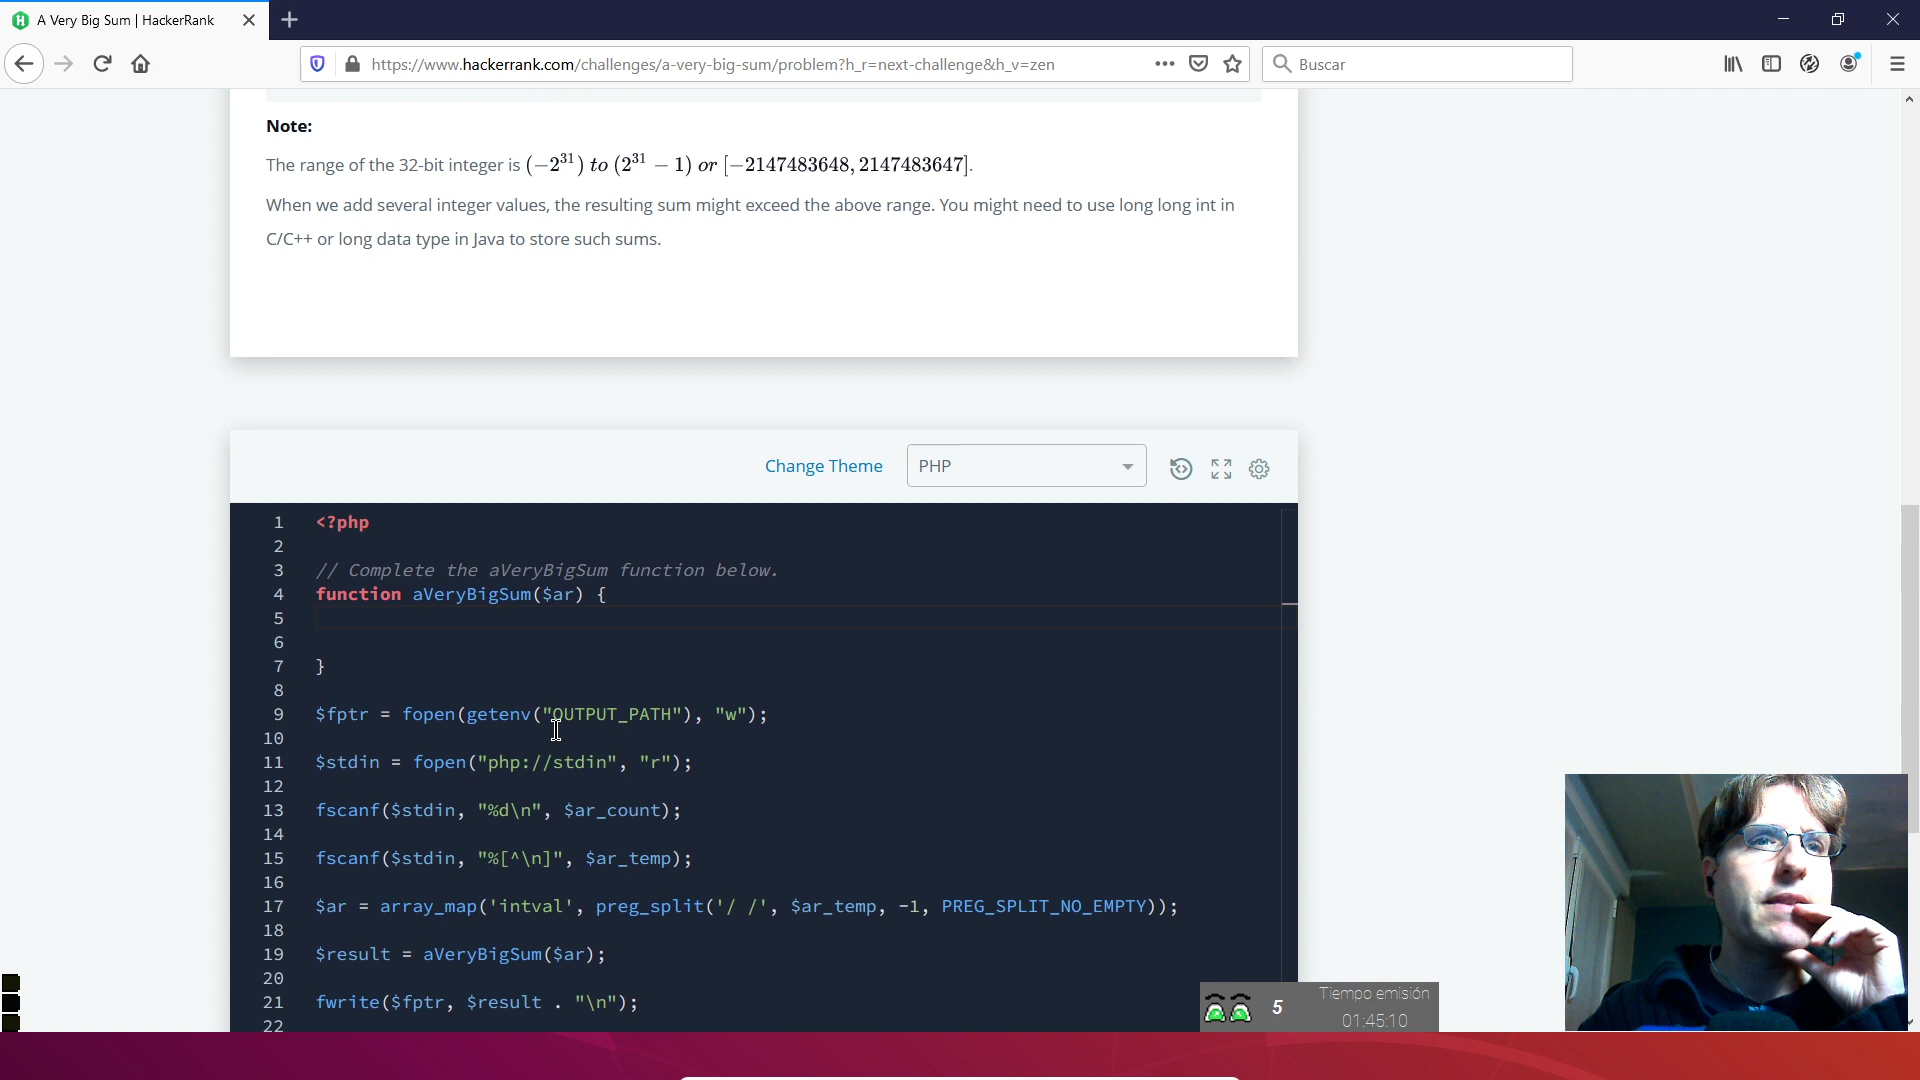 A Very Big Sum | HackerRank
https://www.hackerrank.com/challenges/a-very-big-sum/problem?h_r=next-challenge&h_v=zen
Buscar
Note:
The range of the 32-bit integer is (−2^31) to (2^31 − 1) or [−2147483648, 2147483647].
When we add several integer values, the resulting sum might exceed the above range. You might need to use long long int in
C/C++ or long data type in Java to store such sums.
Change Theme
PHP
1 <?php
2
3 // Complete the aVeryBigSum function below.
4 function aVeryBigSum($ar) {
5
6
7 }
8
9 $fptr = fopen(getenv("OUTPUT_PATH"), "w");
10
11 $stdin = fopen("php://stdin", "r");
12
13 fscanf($stdin, "%d\n", $ar_count);
14
15 fscanf($stdin, "%[^\n]", $ar_temp);
16
17 $ar = array_map('intval', preg_split('/ /', $ar_temp, -1, PREG_SPLIT_NO_EMPTY));
18
19 $result = aVeryBigSum($ar);
20
21 fwrite($fptr, $result . "\n");
22
5
Tiempo emisión
01:45:10